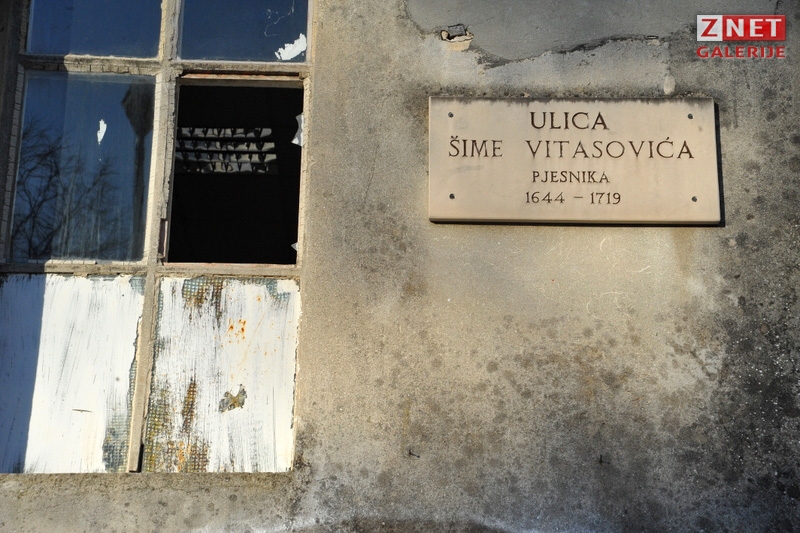 ZNET
GALERIJE
ULICA
ŠIME VITASOVIĆA
PJESNIKA
1644 - 1719